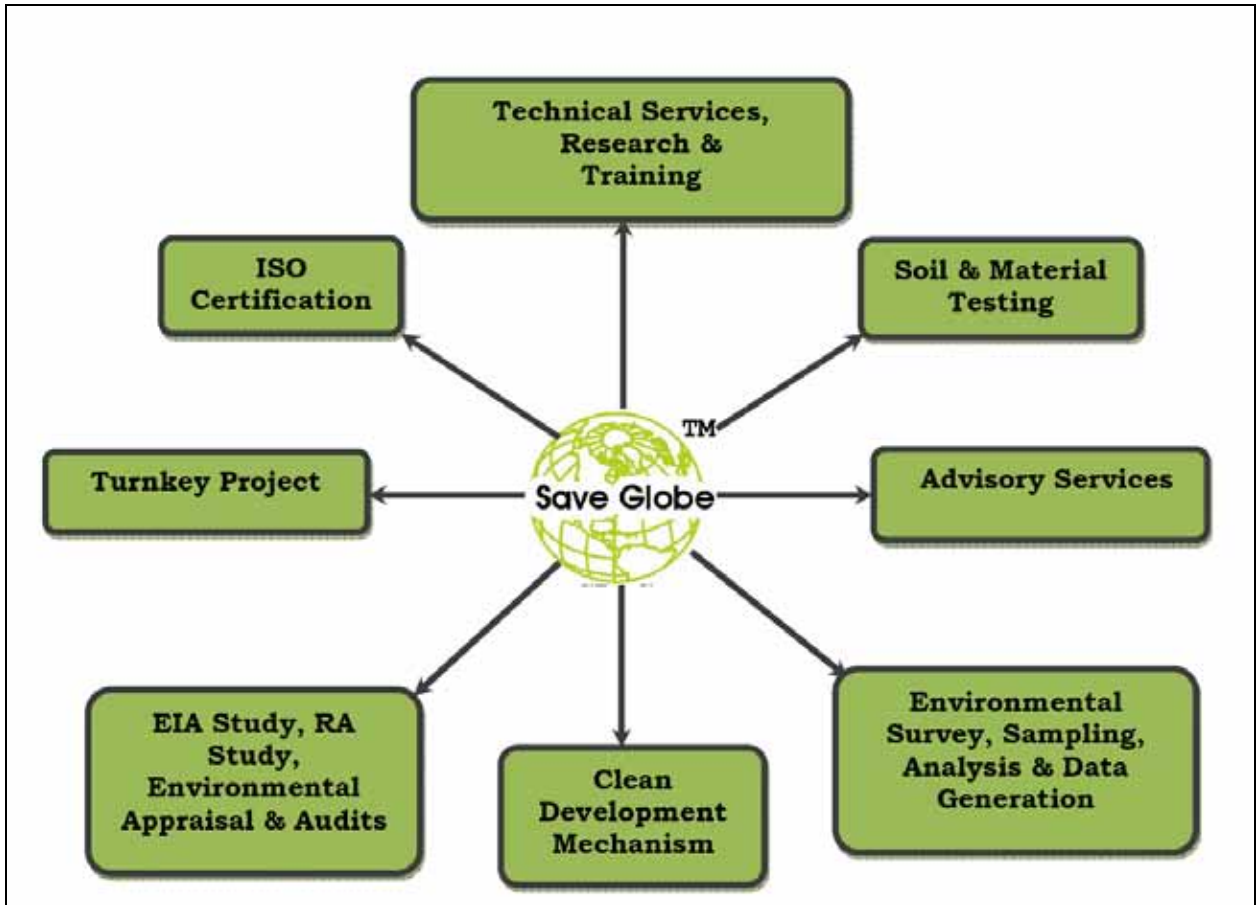 Technical Services,
Research &
Training
ISO
Certification
Soil & Material
Testing
TM
Turnkey Project
Save Globe
Advisory Services
EIA Study, RA
Study,
Environmental
Appraisal & Audits
Clean
Development
Mechanism
Environmental
Survey, Sampling,
Analysis & Data
Generation